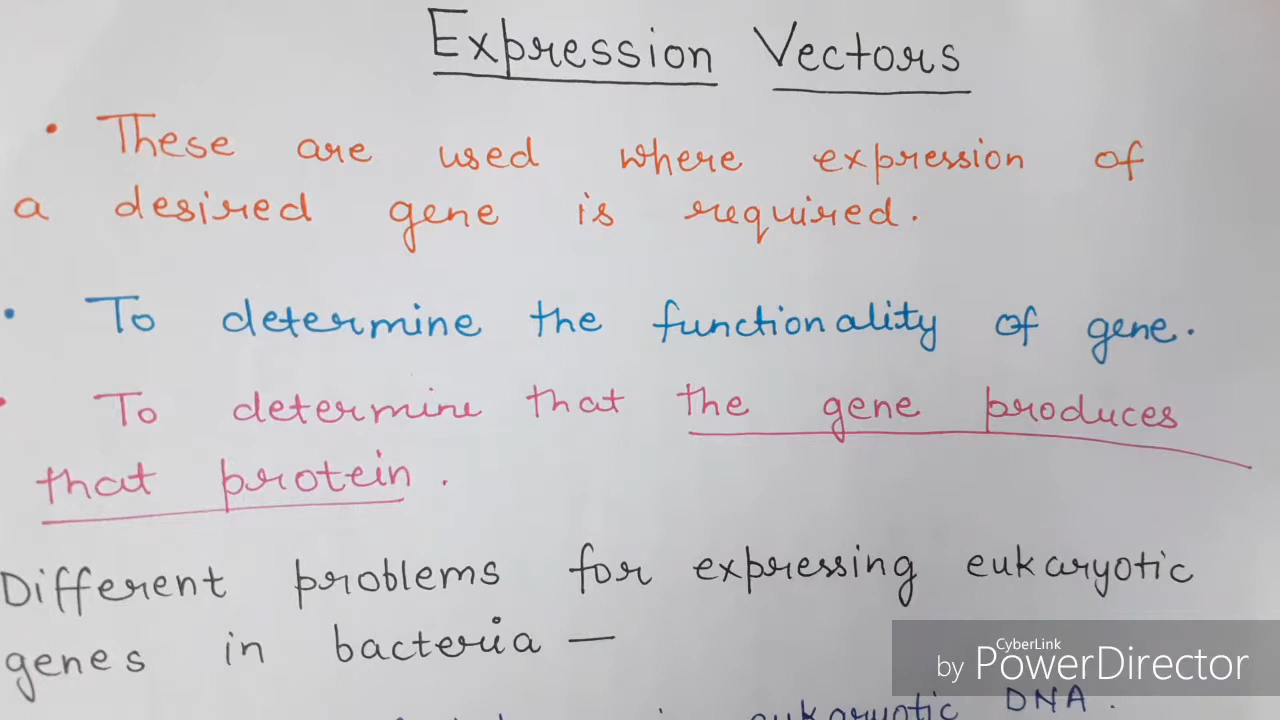 Expression Vectors
• These are used where expression of
a desired gene is required.
• To determine the functionality of gene.
• To determine that the gene produces
that protein.
Different problems for expressing eukaryotic
genes in bacteria —
CyberLink
by PowerDirector
in eukaryotic DNA.